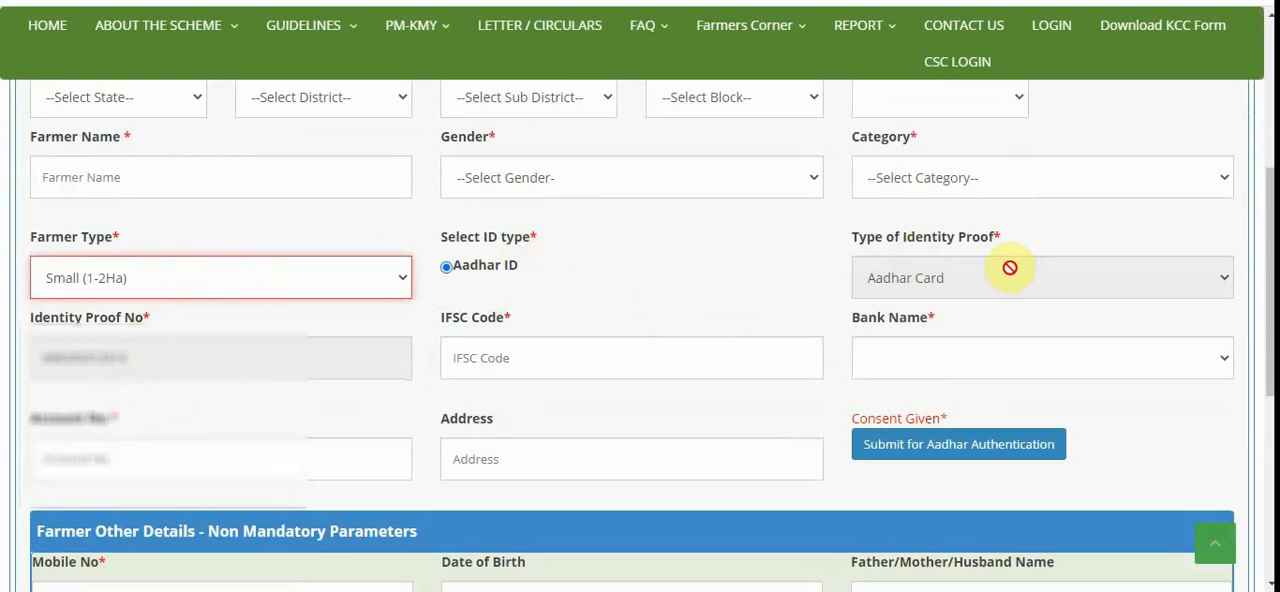 HOME ABOUT THE SCHEME GUIDELINES PM-KMY LETTER / CIRCULARS FAQ Farmers Corner REPORT CONTACT US LOGIN Download KCC Form
CSC LOGIN
--Select State-- --Select District-- --Select Sub District-- --Select Block--
Farmer Name * Gender* Category*
Farmer Name --Select Gender- --Select Category--
Farmer Type* Select ID type* Type of Identity Proof*
Small (1-2Ha) Aadhar ID Aadhar Card
Identity Proof No* IFSC Code* Bank Name*
IFSC Code
Address Consent Given*
Address Submit for Aadhar Authentication
Farmer Other Details - Non Mandatory Parameters
Mobile No* Date of Birth Father/Mother/Husband Name